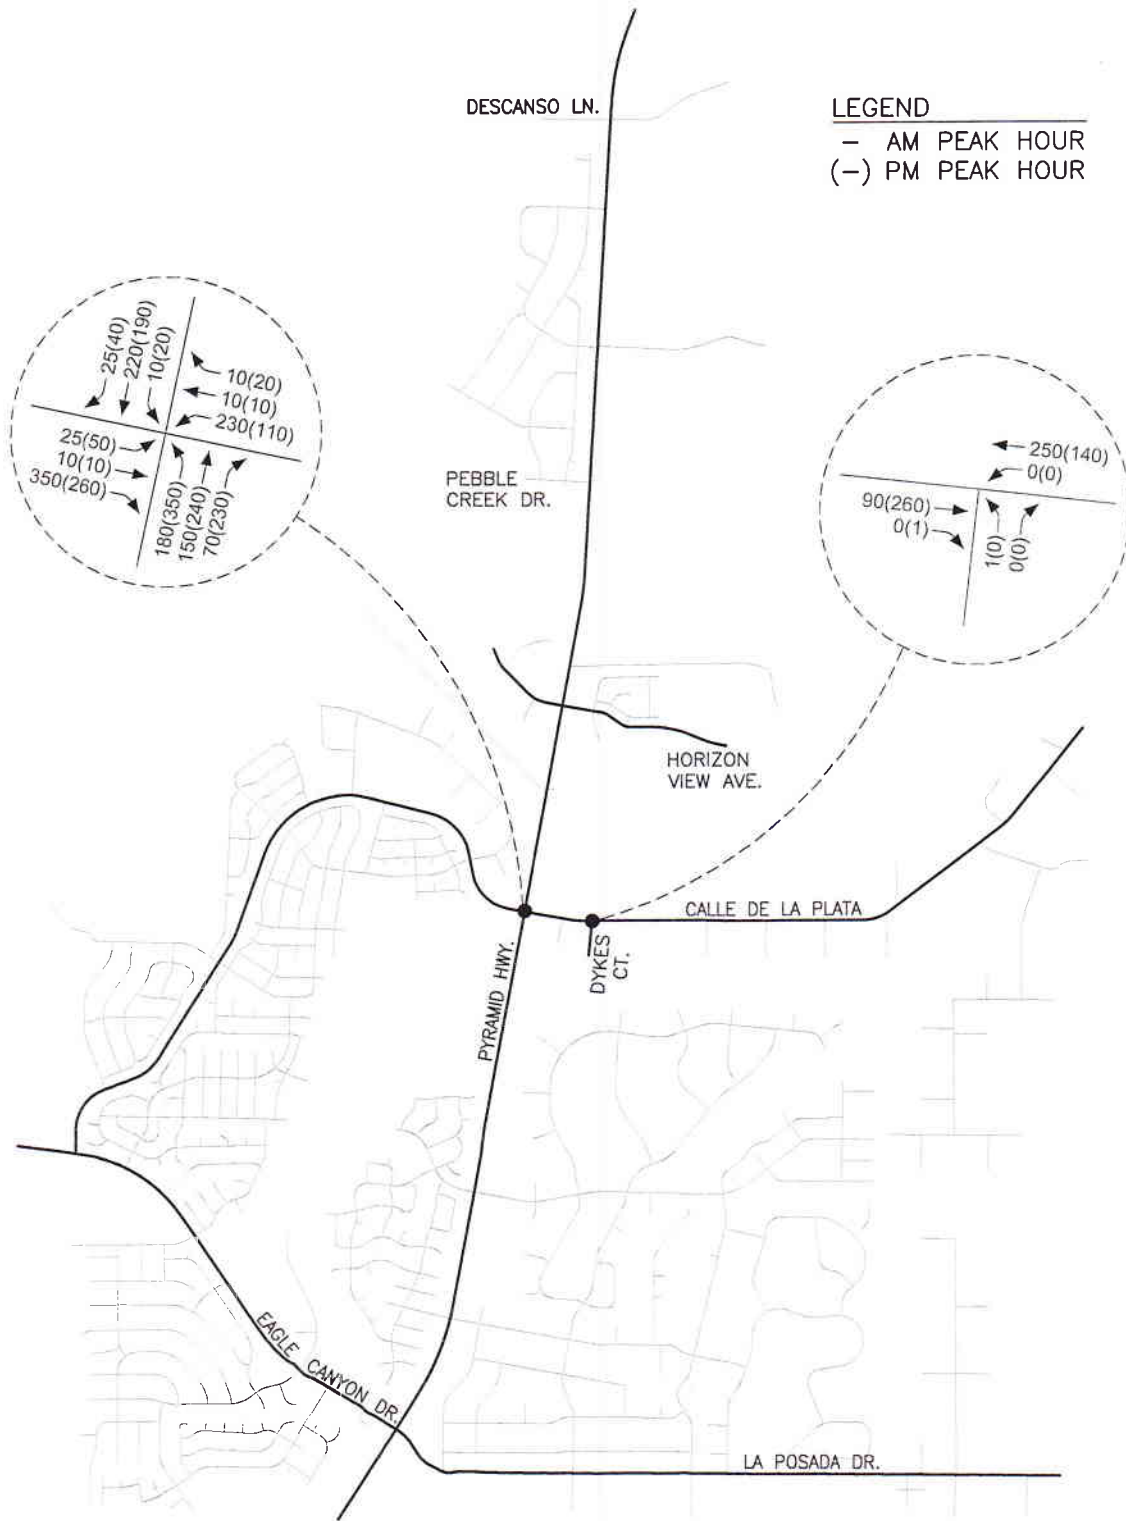 DESCANSO LN.
LEGEND
- AM PEAK HOUR
(-) PM PEAK HOUR
25(40)
220(190)
10(20)
10(20)
10(10)
230(110)
25(50)
10(10)
350(260)
180(350)
150(240)
70(230)
PEBBLE
CREEK DR.
250(140)
0(0)
90(260)
0(1)
1(0)
0(0)
HORIZON
VIEW AVE.
CALLE DE LA PLATA
DYKES
CT.
PYRAMID HWY.
EAGLE CANYON DR.
LA POSADA DR.